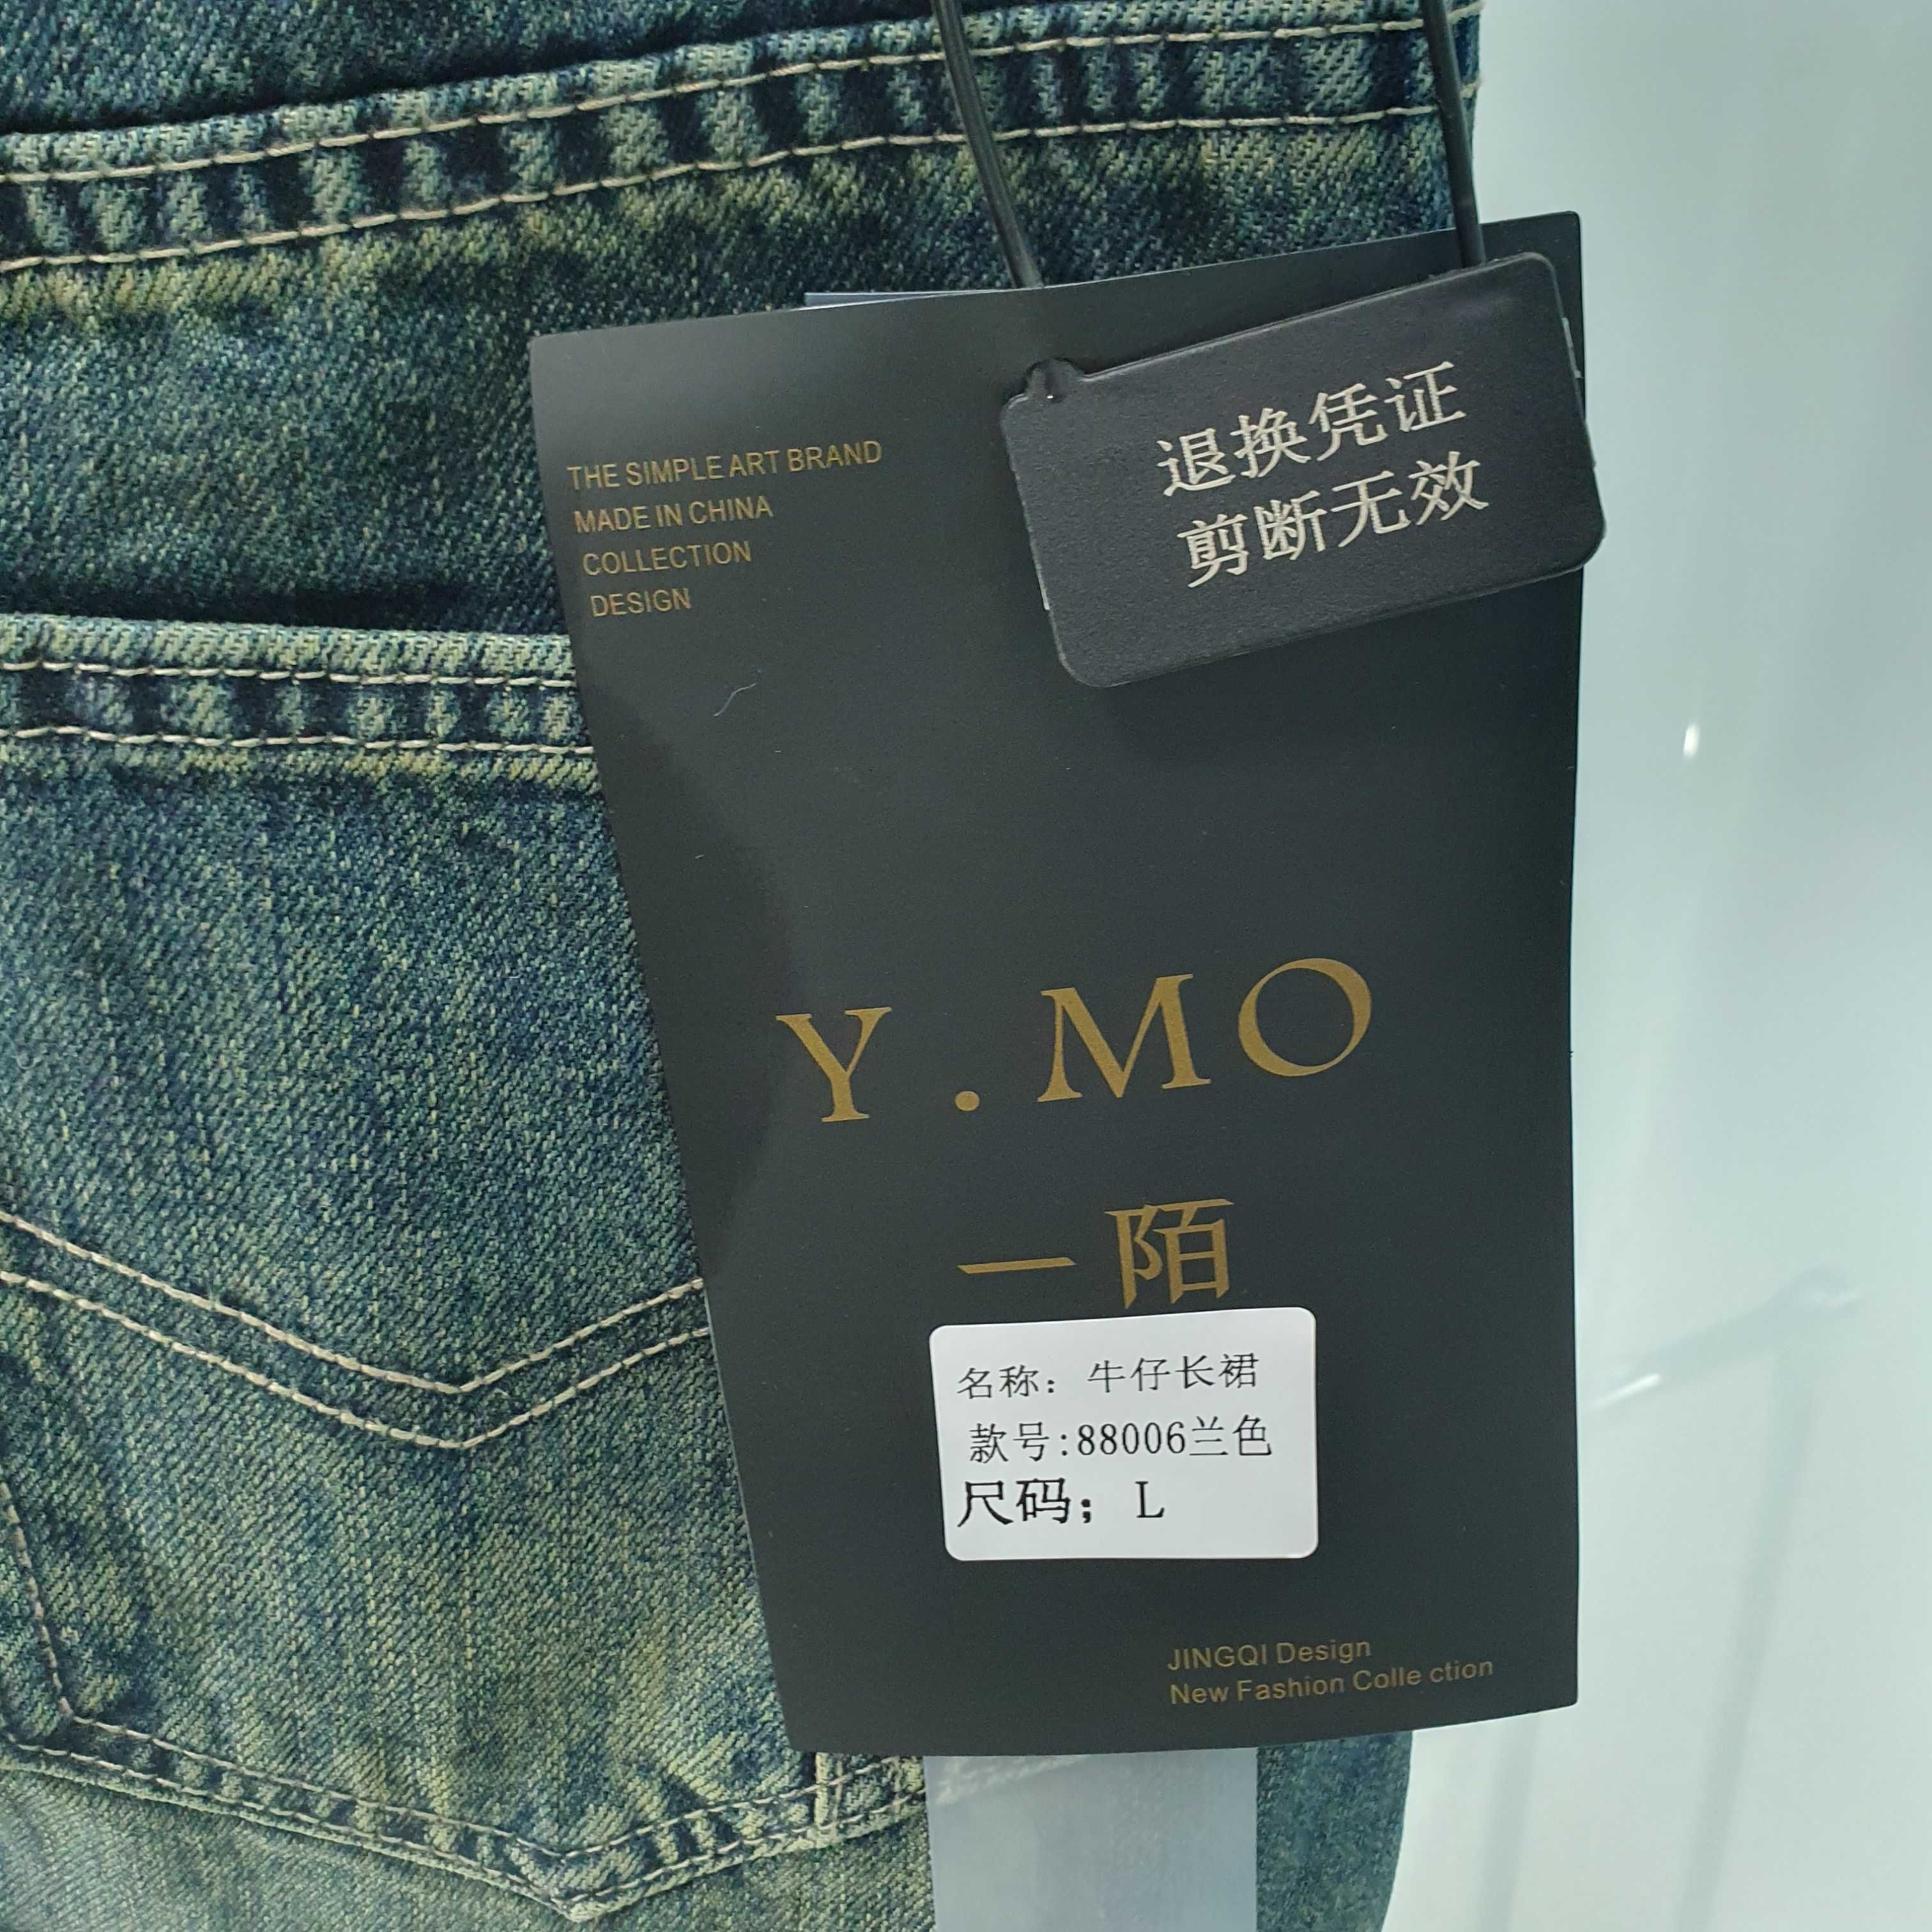 退换凭证
剪断无效
THE SIMPLE ART BRAND
MADE IN CHINA
COLLECTION
DESIGN
Y.MO
一陌
名称：牛仔长裙
款号:88006兰色
尺码；L
JINGQI Design
New Fashion Colle ction